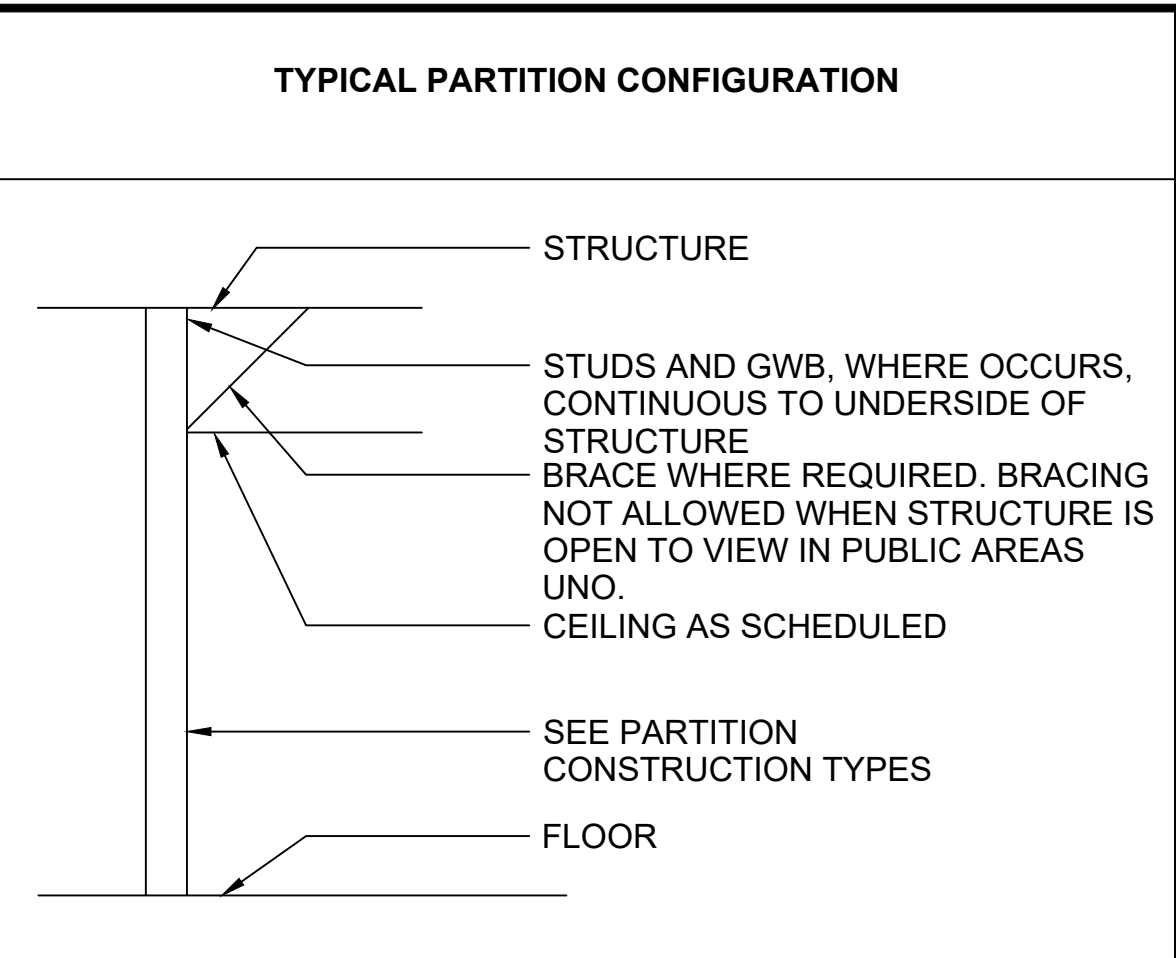 TYPICAL PARTITION CONFIGURATION
STRUCTURE
STUDS AND GWB, WHERE OCCURS,
CONTINUOUS TO UNDERSIDE OF
STRUCTURE
BRACE WHERE REQUIRED. BRACING
NOT ALLOWED WHEN STRUCTURE IS
OPEN TO VIEW IN PUBLIC AREAS
UNO.
CEILING AS SCHEDULED
SEE PARTITION
CONSTRUCTION TYPES
FLOOR